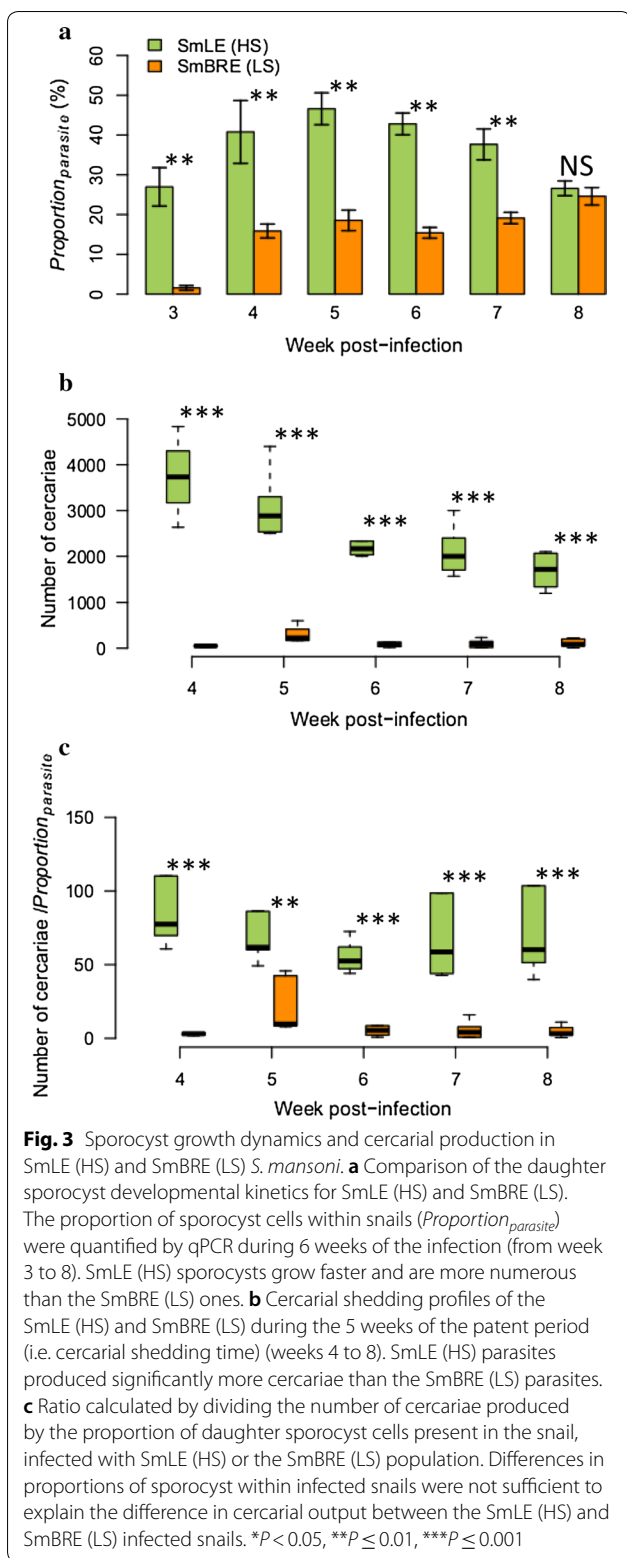 a
SmLE (HS)
SmBRE (LS)
Proportionparasite (%)
60
50
40
30
20
10
0
**
**
**
**
**
NS
3 4 5 6 7 8
Week post-infection
b
Number of cercariae
5000
4000
3000
2000
1000
0
***
***
***
***
***
4 5 6 7 8
Week post-infection
c
Number of cercariae /Proportionparasite
150
100
50
0
***
**
***
***
***
4 5 6 7 8
Week post-infection
Fig. 3 Sporocyst growth dynamics and cercarial production in
SmLE (HS) and SmBRE (LS) S. mansoni. a Comparison of the daughter
sporocyst developmental kinetics for SmLE (HS) and SmBRE (LS).
The proportion of sporocyst cells within snails (Proportionparasite)
were quantified by qPCR during 6 weeks of the infection (from week
3 to 8). SmLE (HS) sporocysts grow faster and are more numerous
than the SmBRE (LS) ones. b Cercarial shedding profiles of the
SmLE (HS) and SmBRE (LS) during the 5 weeks of the patent period
(i.e. cercarial shedding time) (weeks 4 to 8). SmLE (HS) parasites
produced significantly more cercariae than the SmBRE (LS) parasites.
c Ratio calculated by dividing the number of cercariae produced
by the proportion of daughter sporocyst cells present in the snail,
infected with SmLE (HS) or the SmBRE (LS) population. Differences in
proportions of sporocyst within infected snails were not sufficient to
explain the difference in cercarial output between the SmLE (HS) and
SmBRE (LS) infected snails. *P < 0.05, **P ≤ 0.01, ***P ≤ 0.001